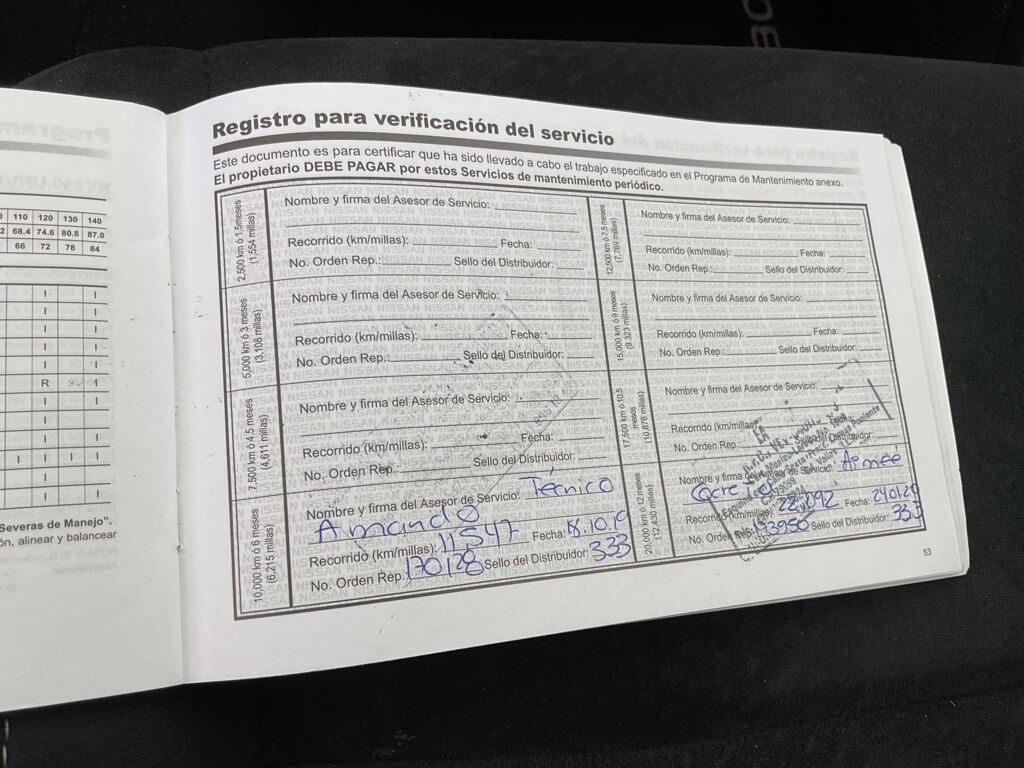 Registro para verificación del servicio
Este documento es para certificar que ha sido llevado a cabo el trabajo especificado en el Programa de Mantenimiento anexo.
El propietario DEBE PAGAR por estos Servicios de mantenimiento periódico.
2,500 km ó 1.5meses
(1,554 millas)
Nombre y firma del Asesor de Servicio:
Recorrido (km/millas): Fecha:
No. Orden Rep.: Sello del Distribuidor:
5,000 km ó 3 meses
(3,108 millas)
Nombre y firma del Asesor de Servicio:
Recorrido (km/millas): Fecha:
No. Orden Rep.: Sello del Distribuidor:
7,500 km ó 4.5 meses
(4,611 millas)
Nombre y firma del Asesor de Servicio:
Recorrido (km/millas): Fecha:
No. Orden Rep.: Sello del Distribuidor:
10,000 km ó 6 meses
(6,215 millas)
Nombre y firma del Asesor de Servicio: Técnico
Amando
Recorrido (km/millas): 11547 Fecha: 18.10.19
No. Orden Rep.: 170128 Sello del Distribuidor: 333
12,500 km ó 7.5 meses
(7,769 millas)
Nombre y firma del Asesor de Servicio:
Recorrido (km/millas): Fecha:
No. Orden Rep.: Sello del Distribuidor:
15,000 km ó 9 meses
(9,323 millas)
Nombre y firma del Asesor de Servicio:
Recorrido (km/millas): Fecha:
No. Orden Rep.: Sello del Distribuidor:
17,500 km ó 10.5
meses
(10,876 millas)
Nombre y firma del Asesor de Servicio:
Recorrido (km/millas):
No. Orden Rep.: Sello del Distribuidor:
20,000 km ó 12 meses
(12,430 millas)
Nombre y firma del Asesor de Servicio:
Recorrido (km/millas): 22,092 Fecha: 240120
No. Orden Rep.: Sello del Distribuidor: 333
53
110 120 130 140
68.4 74.6 80.8 87.0
66 72 78 84
R
Severas de Manejo".
ón, alinear y balancear